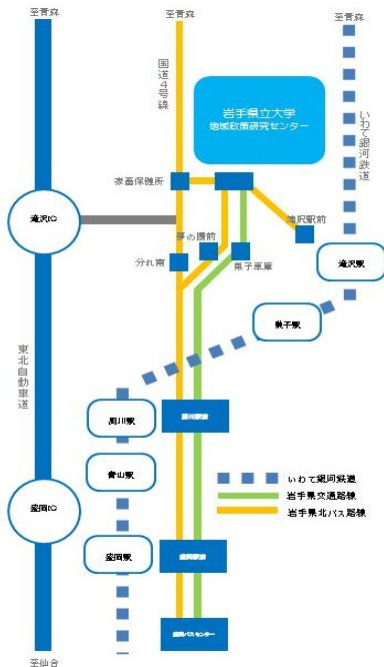 至青森
至青森
至青森
国道4号線
いわて銀河鉄道
岩手県立大学
地域政策研究センター
家畜保健所
滝沢IC
滝沢駅前
夢の橋前
分れ南
巣子車庫
滝沢駅
巣子駅
東北自動車道
厨川駅
厨川駅前
青山駅
いわて銀河鉄道
岩手県交通路線
岩手県北バス路線
盛岡IC
盛岡駅
盛岡駅前
盛岡バスセンター
至仙台